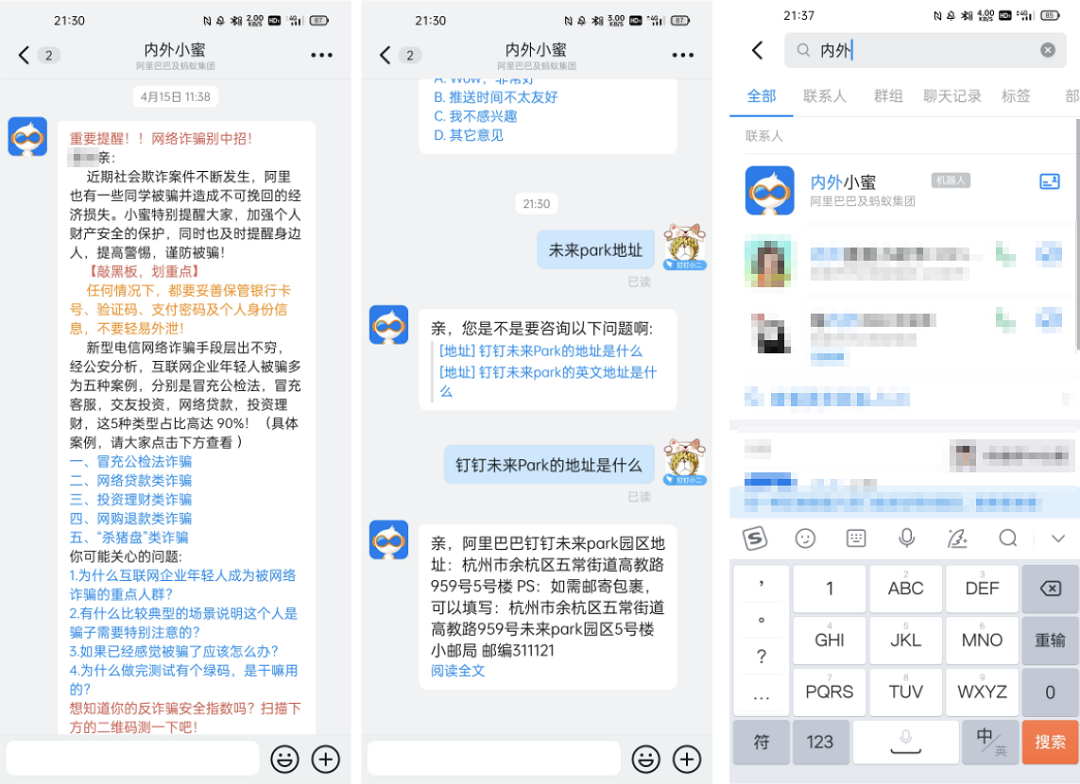 21:30
2.00 KB/S
HD
4G
87
2
内外小蜜
阿里巴巴及蚂蚁集团
4月15日 11:38
重要提醒！！网络诈骗别中招!
亲:
近期社会欺诈案件不断发生，阿里
也有一些同学被骗并造成不可挽回的经
济损失。小蜜特别提醒大家，加强个人
财产安全的保护，同时也及时提醒身边
人，提高警惕，谨防被骗!
【敲黑板，划重点】
任何情况下，都要妥善保管银行卡
号、验证码、支付密码及个人身份信
息，不要轻易外泄!
新型电信网络诈骗手段层出不穷，
经公安分析，互联网企业年轻人被骗多
为五种案例，分别是冒充公检法，冒充
客服，交友投资，网络贷款，投资理
财，这5种类型占比高达 90%！（具体
案例，请大家点击下方查看 ）
一、冒充公检法诈骗
二、网络贷款类诈骗
三、投资理财类诈骗
四、网购退款类诈骗
五、“杀猪盘”类诈骗
你可能关心的问题:
1.为什么互联网企业年轻人成为被网络
诈骗的重点人群?
2.有什么比较典型的场景说明这个人是
骗子需要特别注意的?
3.如果已经感觉被骗了应该怎么办?
4.为什么做完测试有个绿码，是干嘛用
的?
想知道你的反诈骗安全指数吗？扫描下
方的二维码测一下吧!
21:30
3.00 KB/S
HD
4G
87
2
内外小蜜
阿里巴巴及蚂蚁集团
A. Wow，非常好
B. 推送时间不太友好
C. 我不感兴趣
D. 其它意见
21:30
未来park地址
钉钉小二
已读
亲，您是不是要咨询以下问题啊:
[地址] 钉钉未来Park的地址是什么
[地址] 钉钉未来park的英文地址是什
么
钉钉未来Park的地址是什么
钉钉小二
已读
亲，阿里巴巴钉钉未来park园区地
址：杭州市余杭区五常街道高教路
959号5号楼 PS：如需邮寄包裹，
可以填写：杭州市余杭区五常街道
高教路959号未来park园区5号楼
小邮局 邮编311121
阅读全文
21:37
4.00 KB/S
HD
4G
85
内外
全部 联系人 群组 聊天记录 标签 部
联系人
内外小蜜 机器人
阿里巴巴及蚂蚁集团
S
，
1
2
ABC
3
DEF
。
4
GHI
5
JKL
6
MNO
重输
?
7
PQRS
8
TUV
9
WXYZ
0
…
符
123
中/英
搜索